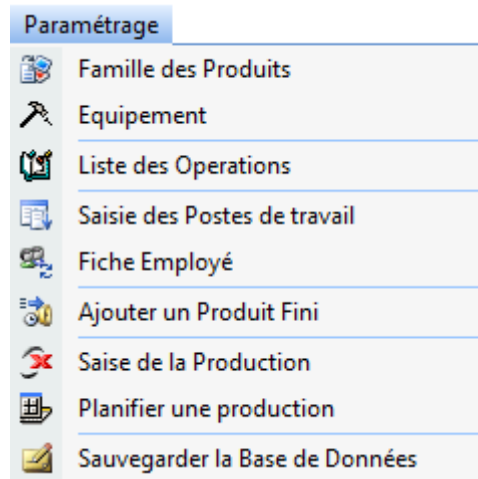 Paramétrage
Famille des Produits
Equipement
Liste des Operations
Saisie des Postes de travail
Fiche Employé
Ajouter un Produit Fini
Saise de la Production
Planifier une production
Sauvegarder la Base de Données